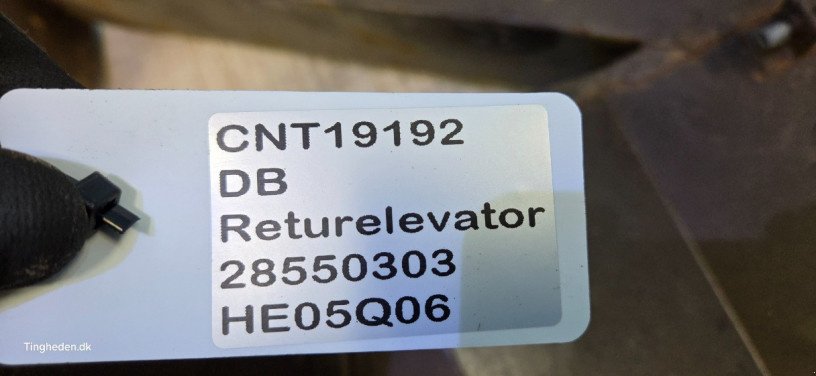 CNT19192
DB
Returelevator
28550303
HE05Q06
Tingheden.dk